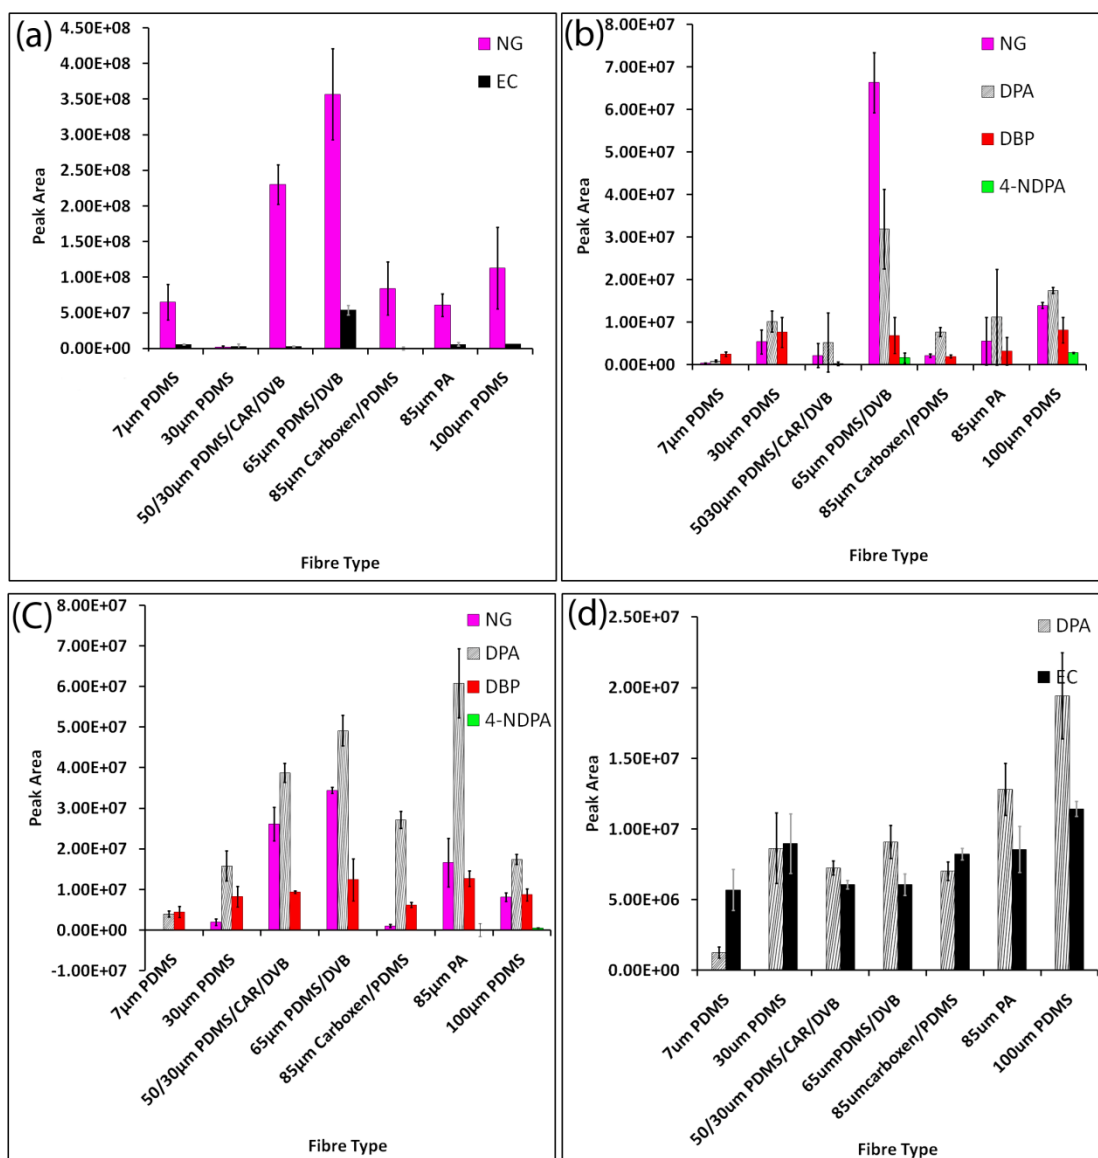 (a)
4.50E+08
4.00E+08
3.50E+08
3.00E+08
2.50E+08
2.00E+08
1.50E+08
1.00E+08
5.00E+07
0.00E+00
Peak Area
NG
EC
7μm PDMS
30μm PDMS
50/30μm PDMS/CAR/DVB
65μm PDMS/DVB
85μm Carboxen/PDMS
85μm PA
100μm PDMS
Fibre Type
(b)
8.00E+07
7.00E+07
6.00E+07
5.00E+07
4.00E+07
3.00E+07
2.00E+07
1.00E+07
0.00E+00
Peak Area
NG
DPA
DBP
4-NDPA
7μm PDMS
30μm PDMS
5030μm PDMS/CAR/DVB
65μm PDMS/DVB
85μm Carboxen/PDMS
85μm PA
100μm PDMS
Fibre Type
(C)
8.00E+07
7.00E+07
6.00E+07
5.00E+07
4.00E+07
3.00E+07
2.00E+07
1.00E+07
0.00E+00
-1.00E+07
Peak Area
NG
DPA
DBP
4-NDPA
7μm PDMS
30μm PDMS
50/30μm PDMS/CAR/DVB
65μm PDMS/DVB
85μm Carboxen/PDMS
85μm PA
100μm PDMS
Fibre Type
(d)
2.50E+07
2.00E+07
1.50E+07
1.00E+07
5.00E+06
0.00E+00
Peak Area
DPA
EC
7um PDMS
30um PDMS
50/30um PDMS/CAR/DVB
65umPDMS/DVB
85umcarboxen/PDMS
85um PA
100um PDMS
Fibre Type